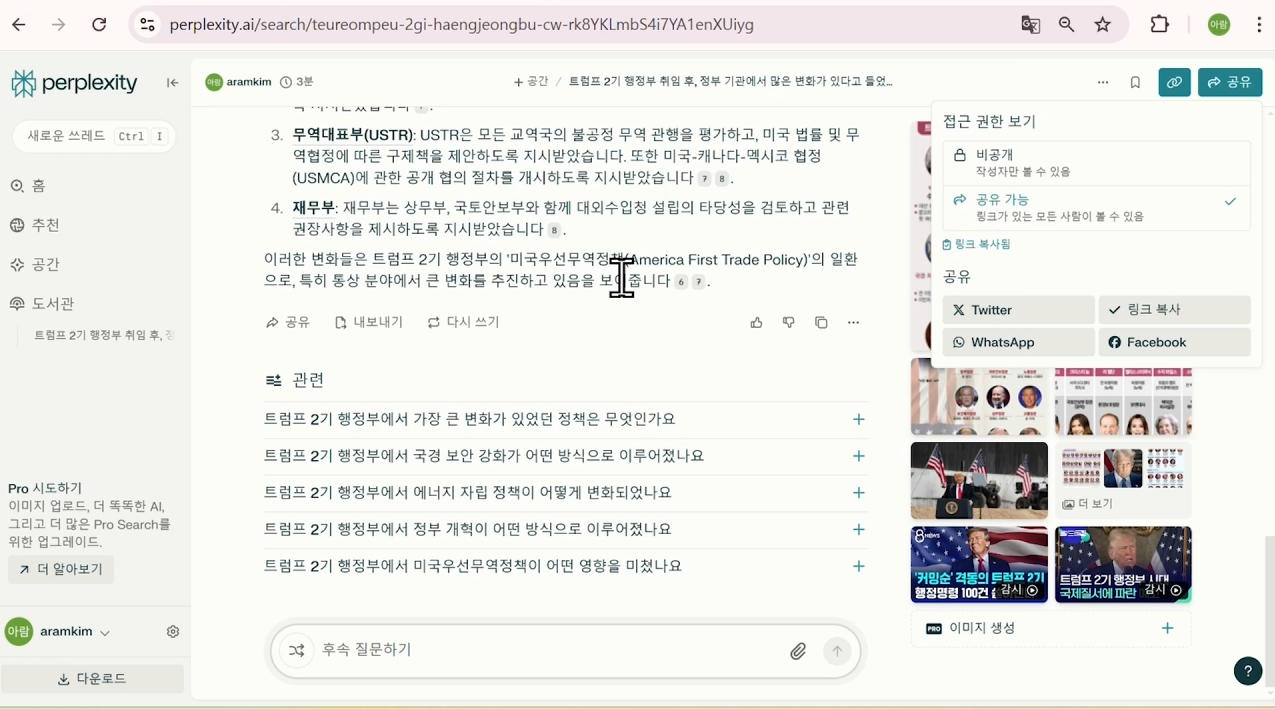 perplexity.ai/search/teureompeu-2gi-haengjeongbu-cw-rk8YKLmbS4i7YA1enXUiyg
아람
perplexity
새로운 쓰레드 Ctrl I
홈
추천
공간
도서관
트럼프 2기 행정부 취임 후, 정
Pro 시도하기
이미지 업로드, 더 똑똑한 AI,
그리고 더 많은 Pro Search를
위한 업그레이드.
더 알아보기
아람 aramkim
다운로드
아람 aramkim 3분
+ 공간 / 트럼프 2기 행정부 취임 후, 정부 기관에서 많은 변화가 있다고 들었...
공유
3. 무역대표부(USTR): USTR은 모든 교역국의 불공정 무역 관행을 평가하고, 미국 법률 및 무
역협정에 따른 구제책을 제안하도록 지시받았습니다. 또한 미국-캐나다-멕시코 협정
(USMCA)에 관한 공개 협의 절차를 개시하도록 지시받았습니다 7 8 .
4. 재무부: 재무부는 상무부, 국토안보부와 함께 대외수입청 설립의 타당성을 검토하고 관련
권장사항을 제시하도록 지시받았습니다 8 .
이러한 변화들은 트럼프 2기 행정부의 '미국우선무역정책(America First Trade Policy)'의 일환
으로, 특히 통상 분야에서 큰 변화를 추진하고 있음을 보여줍니다 6 7 .
공유 내보내기 다시 쓰기
관련
트럼프 2기 행정부에서 가장 큰 변화가 있었던 정책은 무엇인가요
트럼프 2기 행정부에서 국경 보안 강화가 어떤 방식으로 이루어졌나요
트럼프 2기 행정부에서 에너지 자립 정책이 어떻게 변화되었나요
트럼프 2기 행정부에서 정부 개혁이 어떤 방식으로 이루어졌나요
트럼프 2기 행정부에서 미국우선무역정책이 어떤 영향을 미쳤나요
후속 질문하기
접근 권한 보기
비공개
작성자만 볼 수 있음
공유 가능
링크가 있는 모든 사람이 볼 수 있음
링크 복사됨
공유
Twitter
링크 복사
WhatsApp
Facebook
더 보기
8 NEWS
'커밍순' 격동의 트럼프 2기
행정명령 100건
감시
트럼프 2기 행정부 시대
국제질서에 파란
감시
PRO 이미지 생성
?